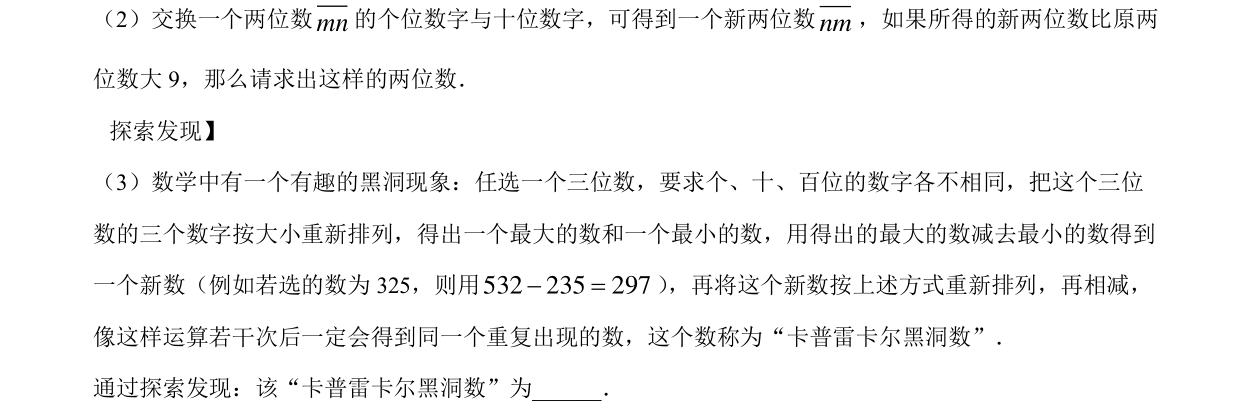 （2）交换一个两位数 mn 的个位数字与十位数字，可得到一个新两位数 nm ，如果所得的新两位数比原两
位数大 9，那么请求出这样的两位数．
探索发现】
（3）数学中有一个有趣的黑洞现象：任选一个三位数，要求个、十、百位的数字各不相同，把这个三位
数的三个数字按大小重新排列，得出一个最大的数和一个最小的数，用得出的最大的数减去最小的数得到
一个新数（例如若选的数为 325，则用532－235＝297），再将这个新数按上述方式重新排列，再相减，
像这样运算若干次后一定会得到同一个重复出现的数，这个数称为“卡普雷卡尔黑洞数”．
通过探索发现：该“卡普雷卡尔黑洞数”为______．